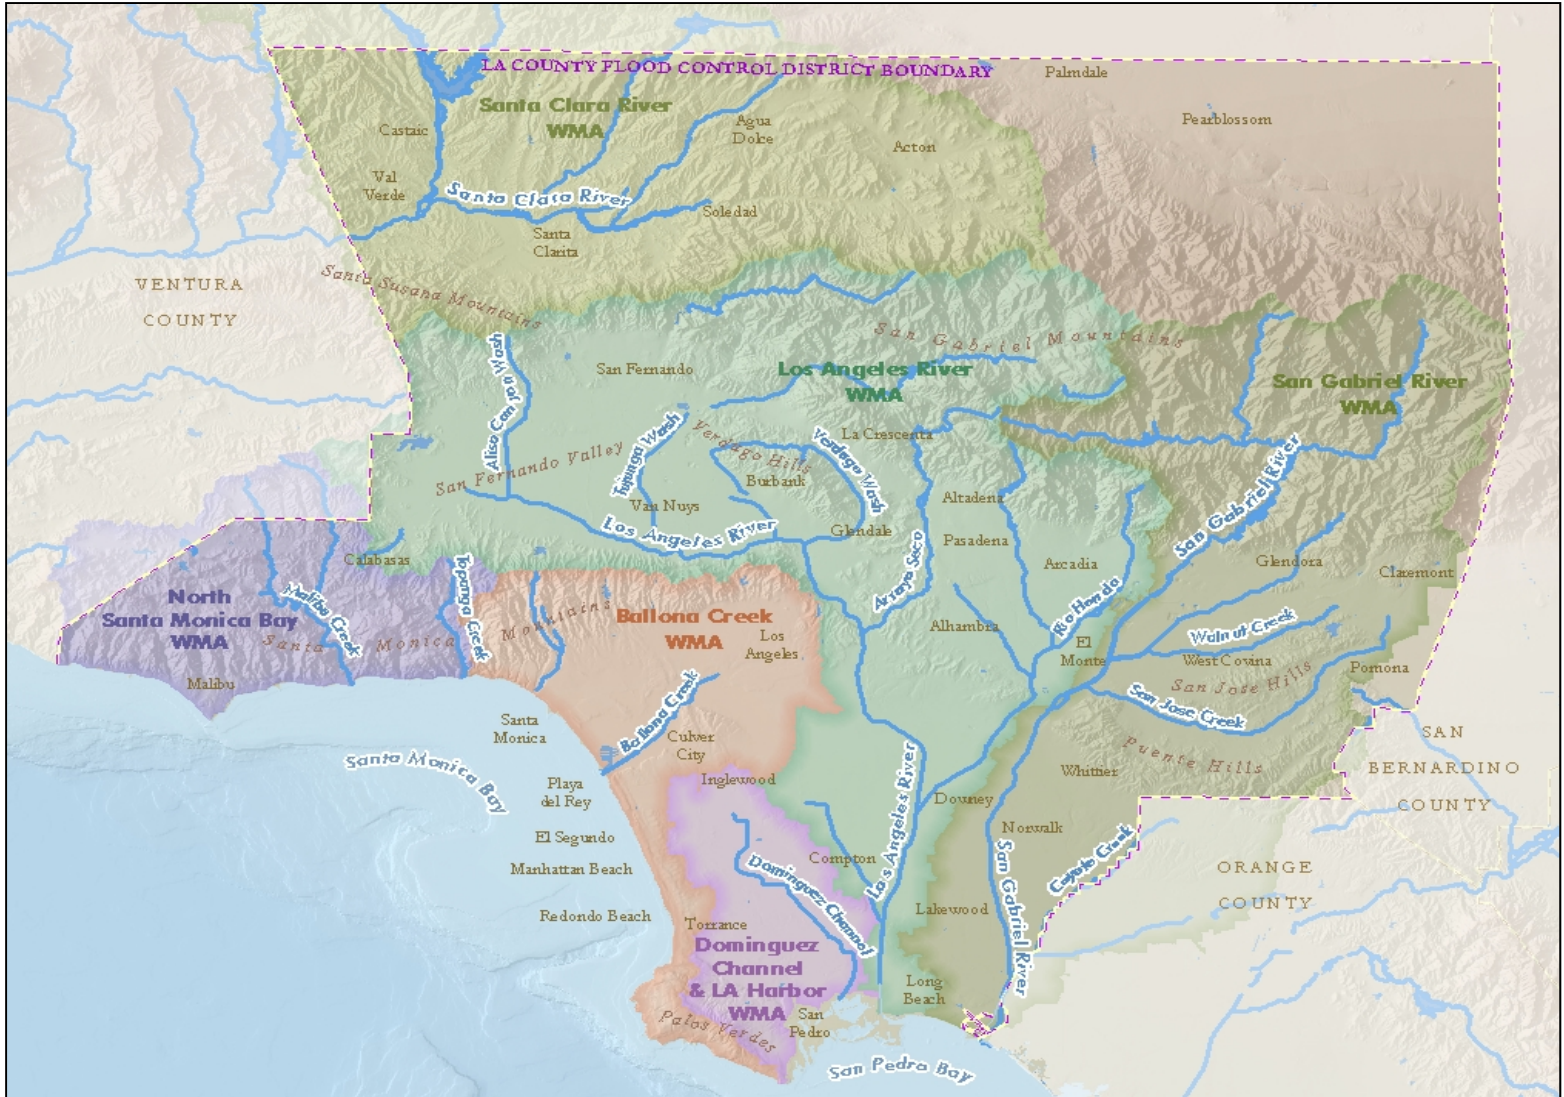 LA COUNTY FLOOD CONTROL DISTRICT BOUNDARY
Palmdale
Pearblossom
Santa Clara River
WMA
Castaic
Agua
Dolce
Acton
Val
Verde
Santa Clara River
Soledad
Santa
Clarita
VENTURA
COUNTY
Santa Susana Mountains
San Gabriel Mountains
Aliso Canyon Wash
San Fernando
Los Angeles River
WMA
San Gabriel River
WMA
Tujunga Wash
Verdugo Hills
Verdugo Wash
La Crescenta
San Fernando Valley
Burbank
Van Nuys
Los Angeles River
Glendale
Altadena
Pasadena
Arroyo Seco
Arcadia
San Gabriel River
Glendora
Claremont
Calabasas
Topanga Creek
North
Santa Monica Bay
WMA
Malibu Creek
Santa Monica Mountains
Malibu
Ballona Creek
WMA
Los
Angeles
Alhambra
Rio Hondo
El
Monte
Walnut Creek
West Covina
San Jose Hills
Pomona
San Jose Creek
Santa
Monica
Ballona Creek
Culver
City
Santa Monica Bay
Inglewood
Playa
del Rey
Los Angeles River
Puente Hills
Whittier
SAN
BERNARDINO
COUNTY
Downey
El Segundo
Norwalk
Compton
Dominguez Channel
Coyote Creek
Manhattan Beach
ORANGE
COUNTY
Redondo Beach
Torrance
Lakewood
San Gabriel River
Dominguez
Channel
& LA Harbor
WMA
Long
Beach
San
Pedro
Palos Verdes
San Pedro Bay